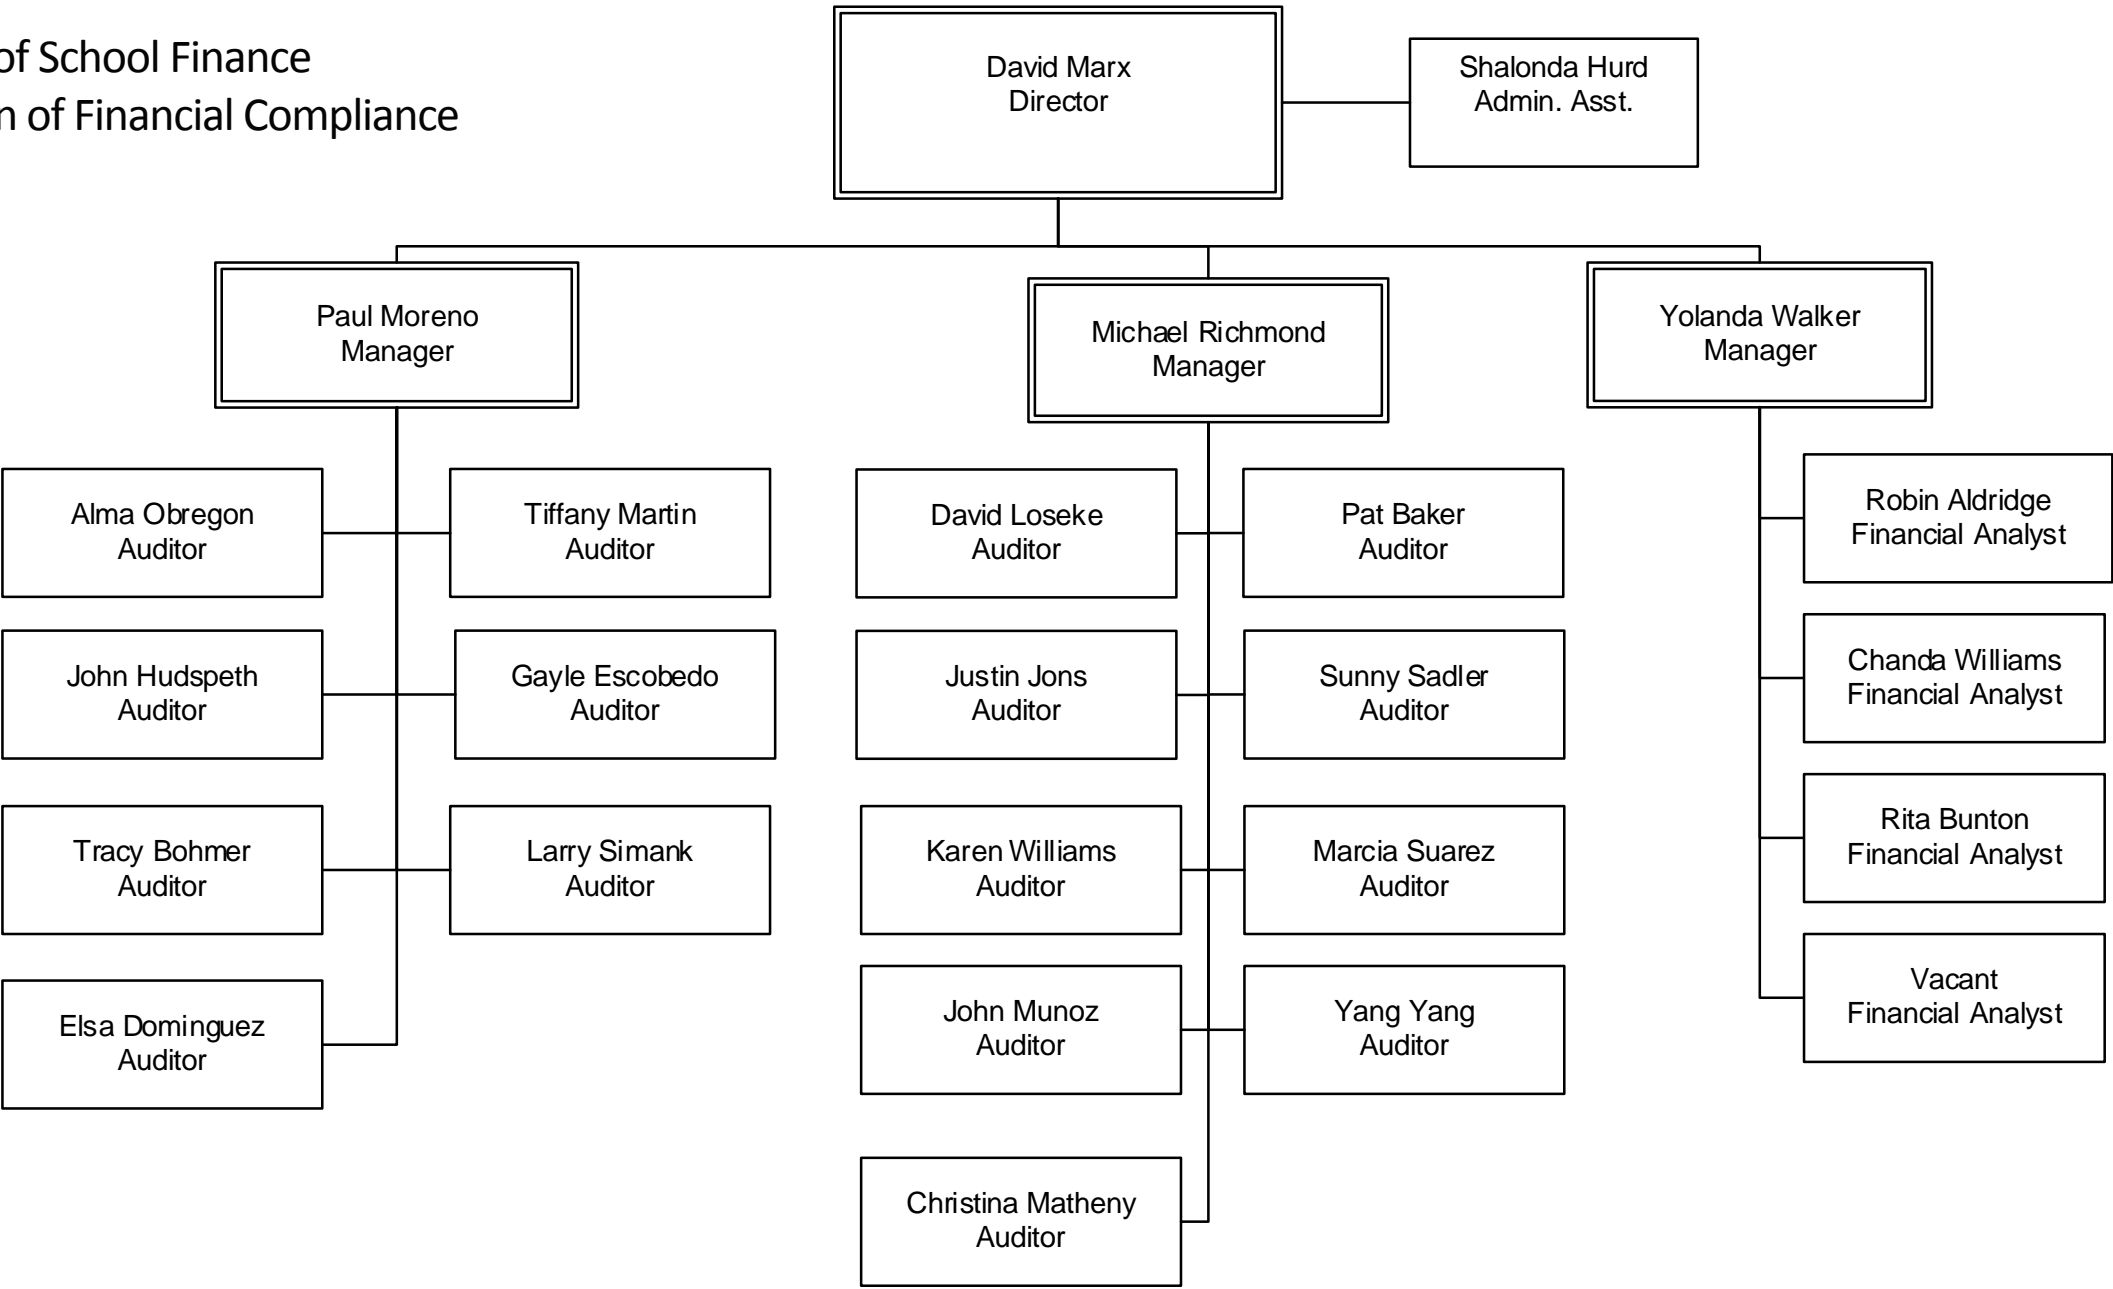 of School Finance
n of Financial Compliance
David Marx
Director
Shalonda Hurd
Admin. Asst.
Paul Moreno
Manager
Michael Richmond
Manager
Yolanda Walker
Manager
Alma Obregon
Auditor
Tiffany Martin
Auditor
John Hudspeth
Auditor
Gayle Escobedo
Auditor
Tracy Bohmer
Auditor
Larry Simank
Auditor
Elsa Dominguez
Auditor
David Loseke
Auditor
Pat Baker
Auditor
Justin Jons
Auditor
Sunny Sadler
Auditor
Karen Williams
Auditor
Marcia Suarez
Auditor
John Munoz
Auditor
Yang Yang
Auditor
Christina Matheny
Auditor
Robin Aldridge
Financial Analyst
Chanda Williams
Financial Analyst
Rita Bunton
Financial Analyst
Vacant
Financial Analyst